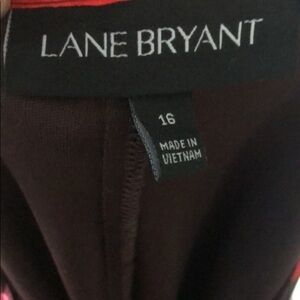 LANE BRYANT
16
MADE IN
VIETNAM